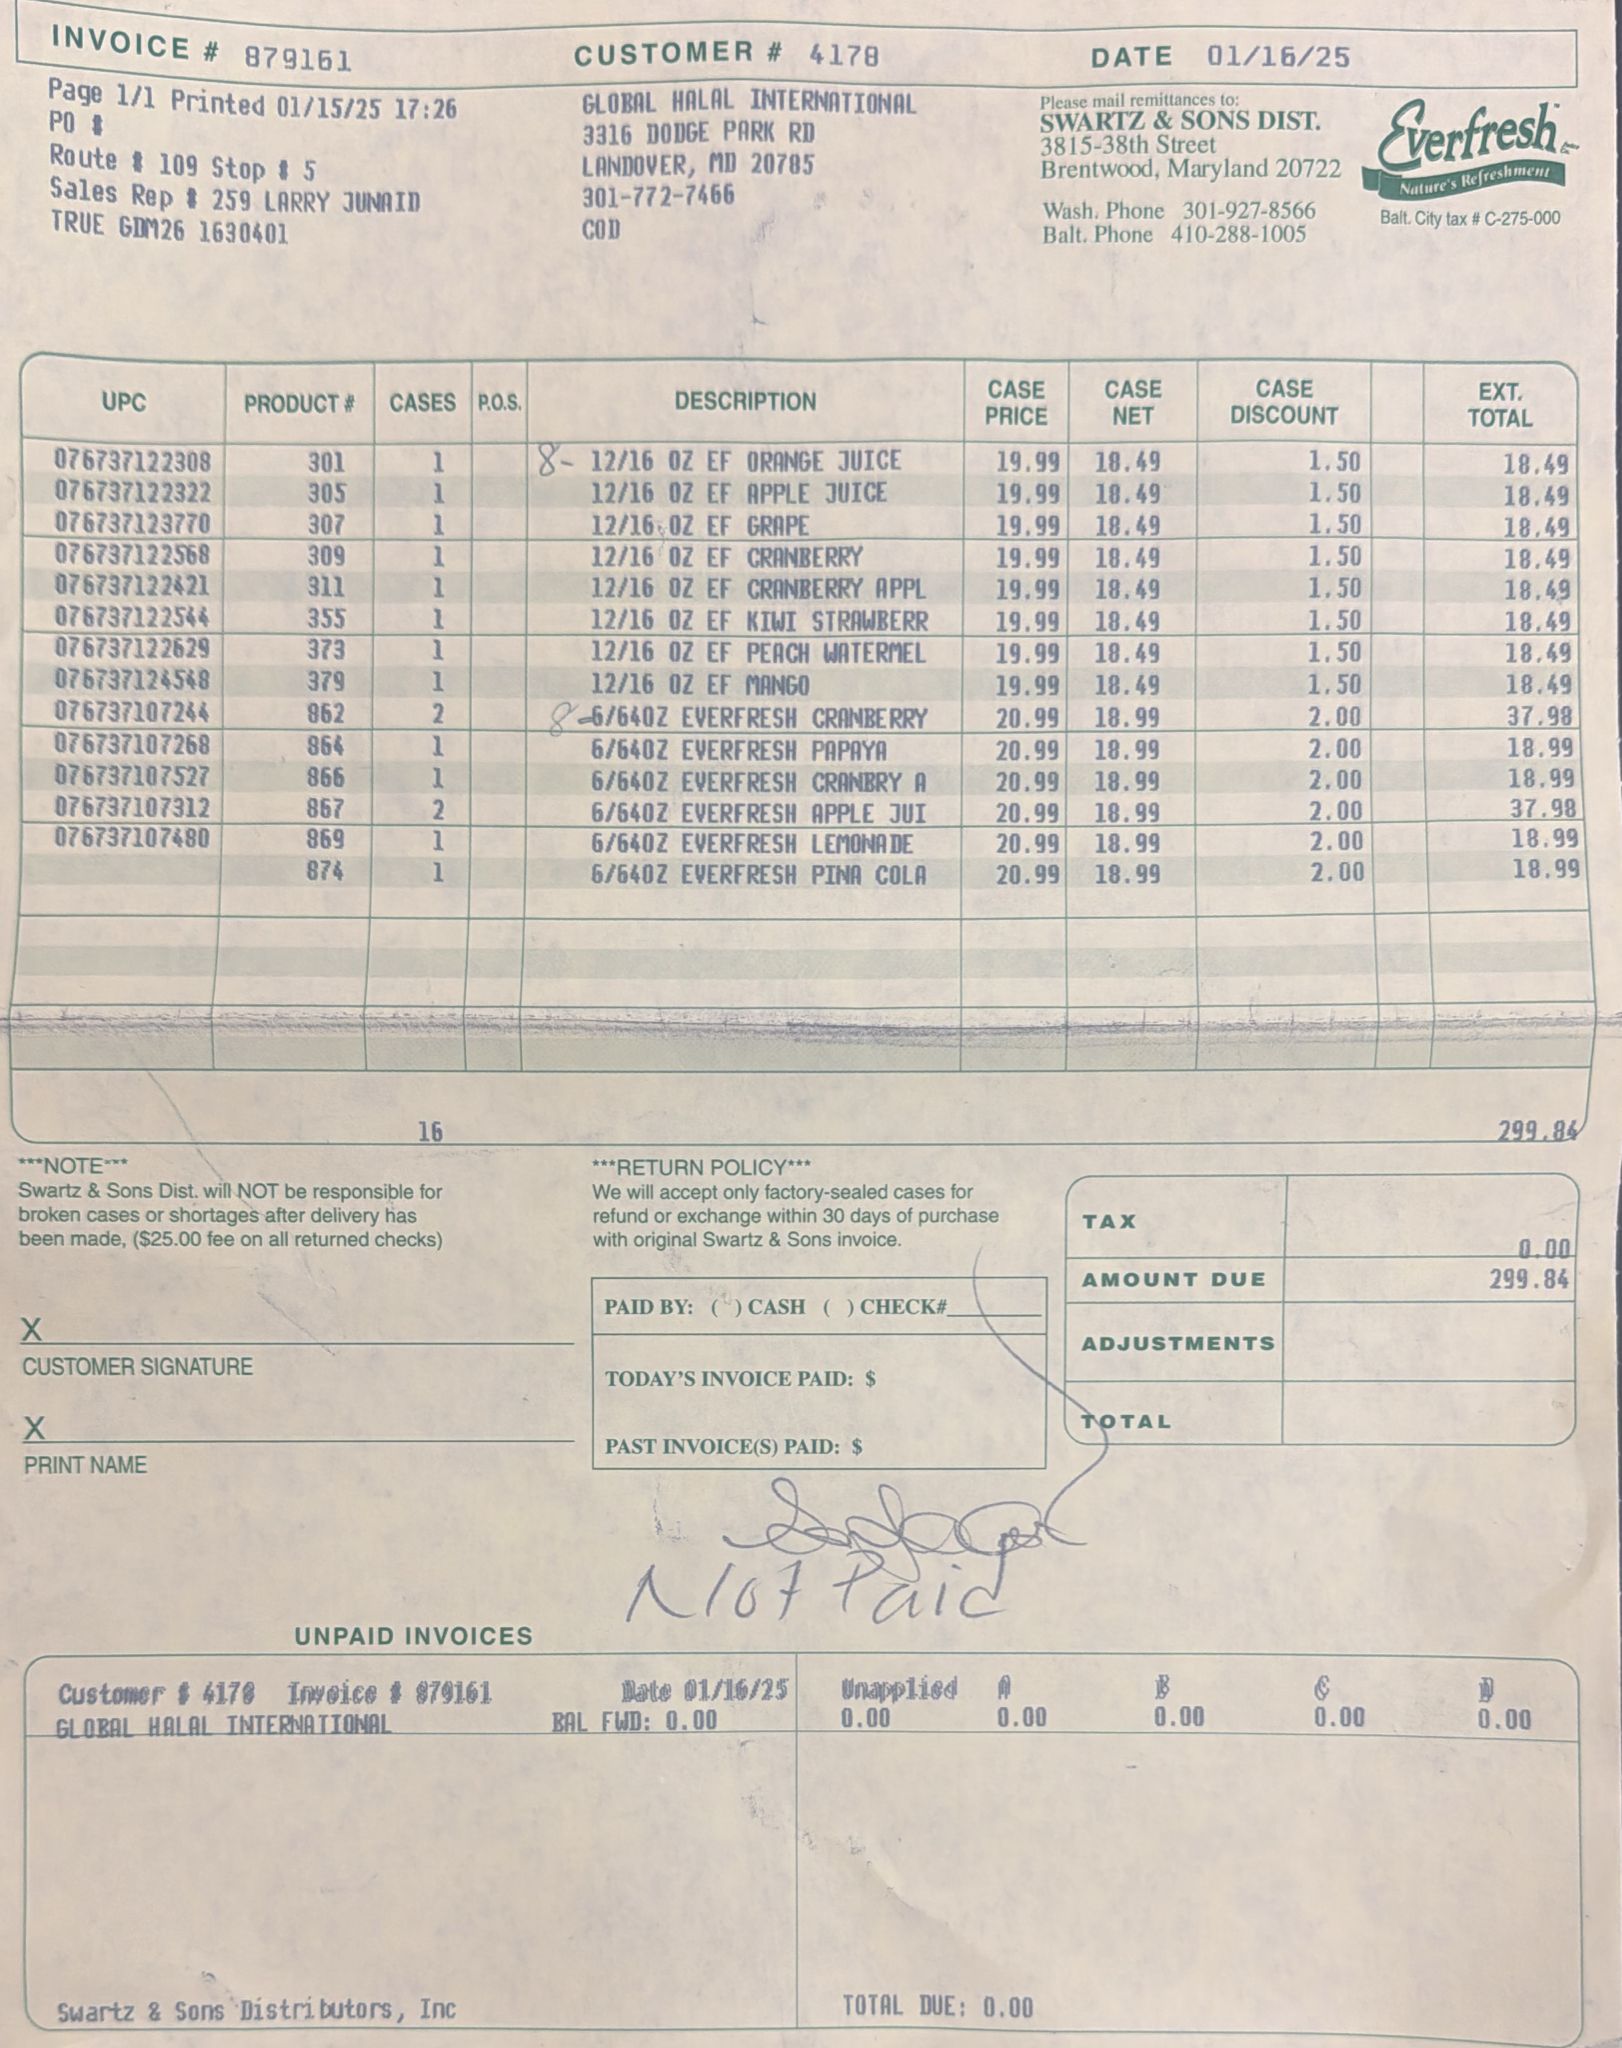 INVOICE # 879161 CUSTOMER # 4178 DATE 01/16/25
Page 1/1 Printed 01/15/25 17:26
PO #
Route # 109 Stop # 5
Sales Rep # 259 LARRY JUNAID
TRUE GDM26 1630401
GLOBAL HALAL INTERNATIONAL
3316 DODGE PARK RD
LANDOVER, MD 20785
301-772-7466
COD
Please mail remittances to:
SWARTZ & SONS DIST.
3815-38th Street
Brentwood, Maryland 20722
Wash. Phone 301-927-8566
Balt. Phone 410-288-1005
Everfresh
Nature's Refreshment
Balt. City tax # C-275-000
UPC PRODUCT # CASES P.O.S. DESCRIPTION CASE PRICE CASE NET CASE DISCOUNT EXT. TOTAL
076737122308 301 1 8- 12/16 OZ EF ORANGE JUICE 19.99 18.49 1.50 18.49
076737122322 305 1 12/16 OZ EF APPLE JUICE 19.99 18.49 1.50 18.49
076737123770 307 1 12/16 OZ EF GRAPE 19.99 18.49 1.50 18.49
076737122568 309 1 12/16 OZ EF CRANBERRY 19.99 18.49 1.50 18.49
076737122421 311 1 12/16 OZ EF CRANBERRY APPL 19.99 18.49 1.50 18.49
076737122544 355 1 12/16 OZ EF KIWI STRAWBERR 19.99 18.49 1.50 18.49
076737122629 373 1 12/16 OZ EF PEACH WATERMEL 19.99 18.49 1.50 18.49
076737124548 379 1 12/16 OZ EF MANGO 19.99 18.49 1.50 18.49
076737107244 862 2 8- 6/64OZ EVERFRESH CRANBERRY 20.99 18.99 2.00 37.98
076737107268 864 1 6/64OZ EVERFRESH PAPAYA 20.99 18.99 2.00 18.99
076737107527 866 1 6/64OZ EVERFRESH CRANBRY A 20.99 18.99 2.00 18.99
076737107312 867 2 6/64OZ EVERFRESH APPLE JUI 20.99 18.99 2.00 37.98
076737107480 869 1 6/64OZ EVERFRESH LEMONADE 20.99 18.99 2.00 18.99
874 1 6/64OZ EVERFRESH PINA COLA 20.99 18.99 2.00 18.99
16 299.84
***NOTE***
Swartz & Sons Dist. will NOT be responsible for
broken cases or shortages after delivery has
been made, ($25.00 fee on all returned checks)
X
CUSTOMER SIGNATURE
X
PRINT NAME
***RETURN POLICY***
We will accept only factory-sealed cases for
refund or exchange within 30 days of purchase
with original Swartz & Sons invoice.
PAID BY: ( ) CASH ( ) CHECK#
TODAY'S INVOICE PAID: $
PAST INVOICE(S) PAID: $
TAX 0.00
AMOUNT DUE 299.84
ADJUSTMENTS
TOTAL
Not Paid
UNPAID INVOICES
Customer # 4178 Invoice # 879161 Date 01/16/25 Unapplied A B C D
GLOBAL HALAL INTERNATIONAL BAL FWD: 0.00 0.00 0.00 0.00 0.00 0.00
Swartz & Sons Distributors, Inc TOTAL DUE: 0.00